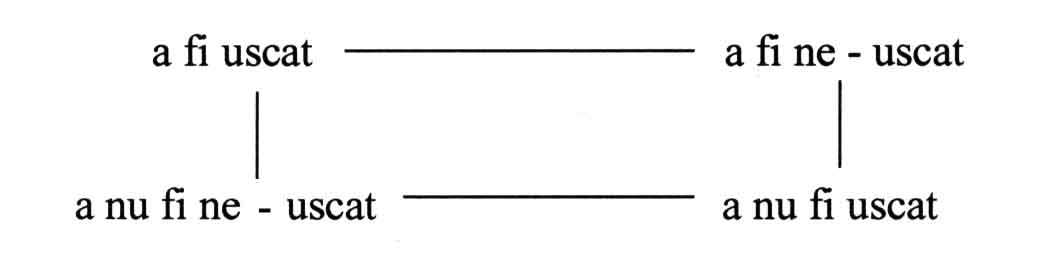 a fi uscat a fi ne - uscat
a nu fi ne - uscat a nu fi uscat